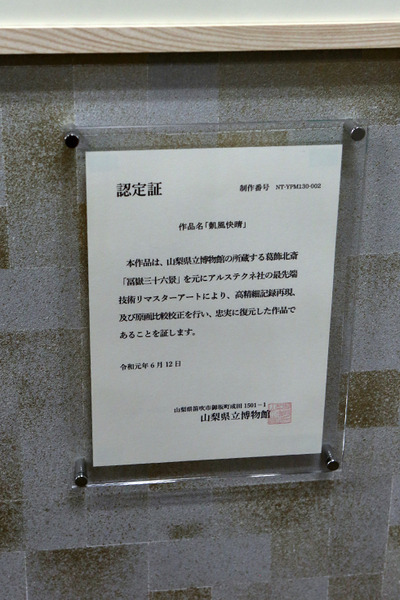 認定証
制作番号 NT-YPM130-002
作品名「凱風快晴」
本作品は、山梨県立博物館の所蔵する葛飾北斎
「冨嶽三十六景」を元にアルステクネ社の最先端
技術リマスターアートにより、高精細記録再現、
及び原画比較校正を行い、忠実に復元した作品で
あることを証します。
令和元年6月12日
山梨県笛吹市御坂町成田 1501－1
山梨県立博物館